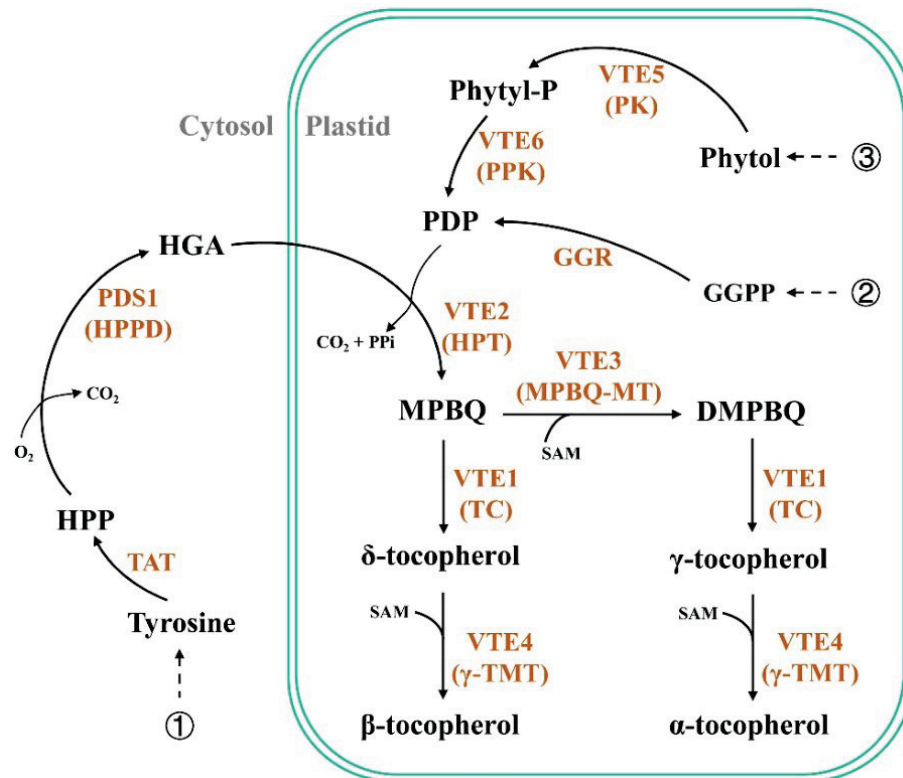 Phytyl-P
VTE5
(PK)
Cytosol
Plastid
VTE6
(PPK)
Phytol
③
PDP
HGA
GGR
GGPP
②
PDS1
(HPPD)
VTE2
(HPT)
CO₂ + PPi
VTE3
(MPBQ-MT)
CO₂
MPBQ
DMPBQ
O₂
SAM
VTE1
(TC)
VTE1
(TC)
HPP
TAT
δ-tocopherol
γ-tocopherol
Tyrosine
SAM
SAM
VTE4
(γ-TMT)
VTE4
(γ-TMT)
①
β-tocopherol
α-tocopherol